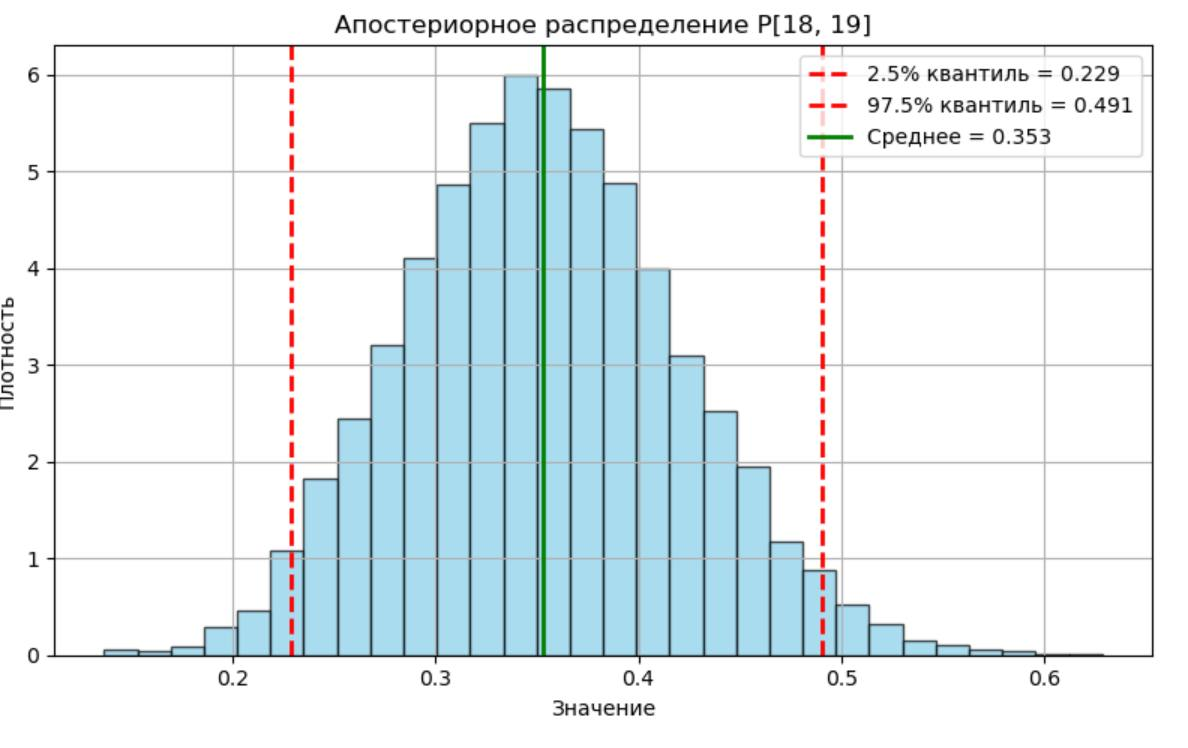 Апостериорное распределение P[18, 19]
2.5% квантиль = 0.229
97.5% квантиль = 0.491
Среднее = 0.353
Плотность
6
5
4
3
2
1
0
0.2 0.3 0.4 0.5 0.6
Значение